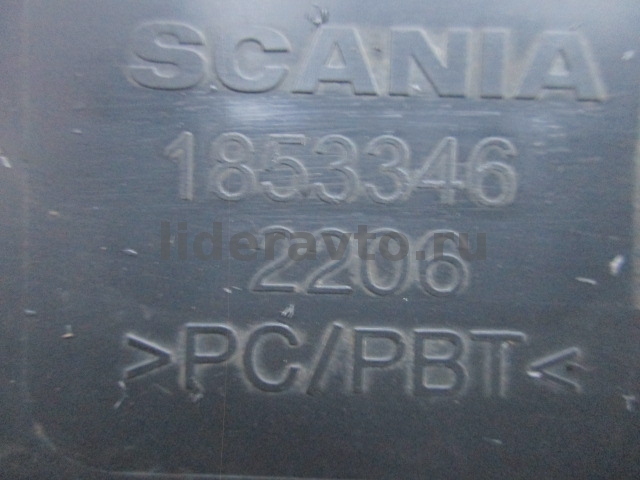 SCANIA
1853346
lideravto.ru
2206
>PC/PBT<